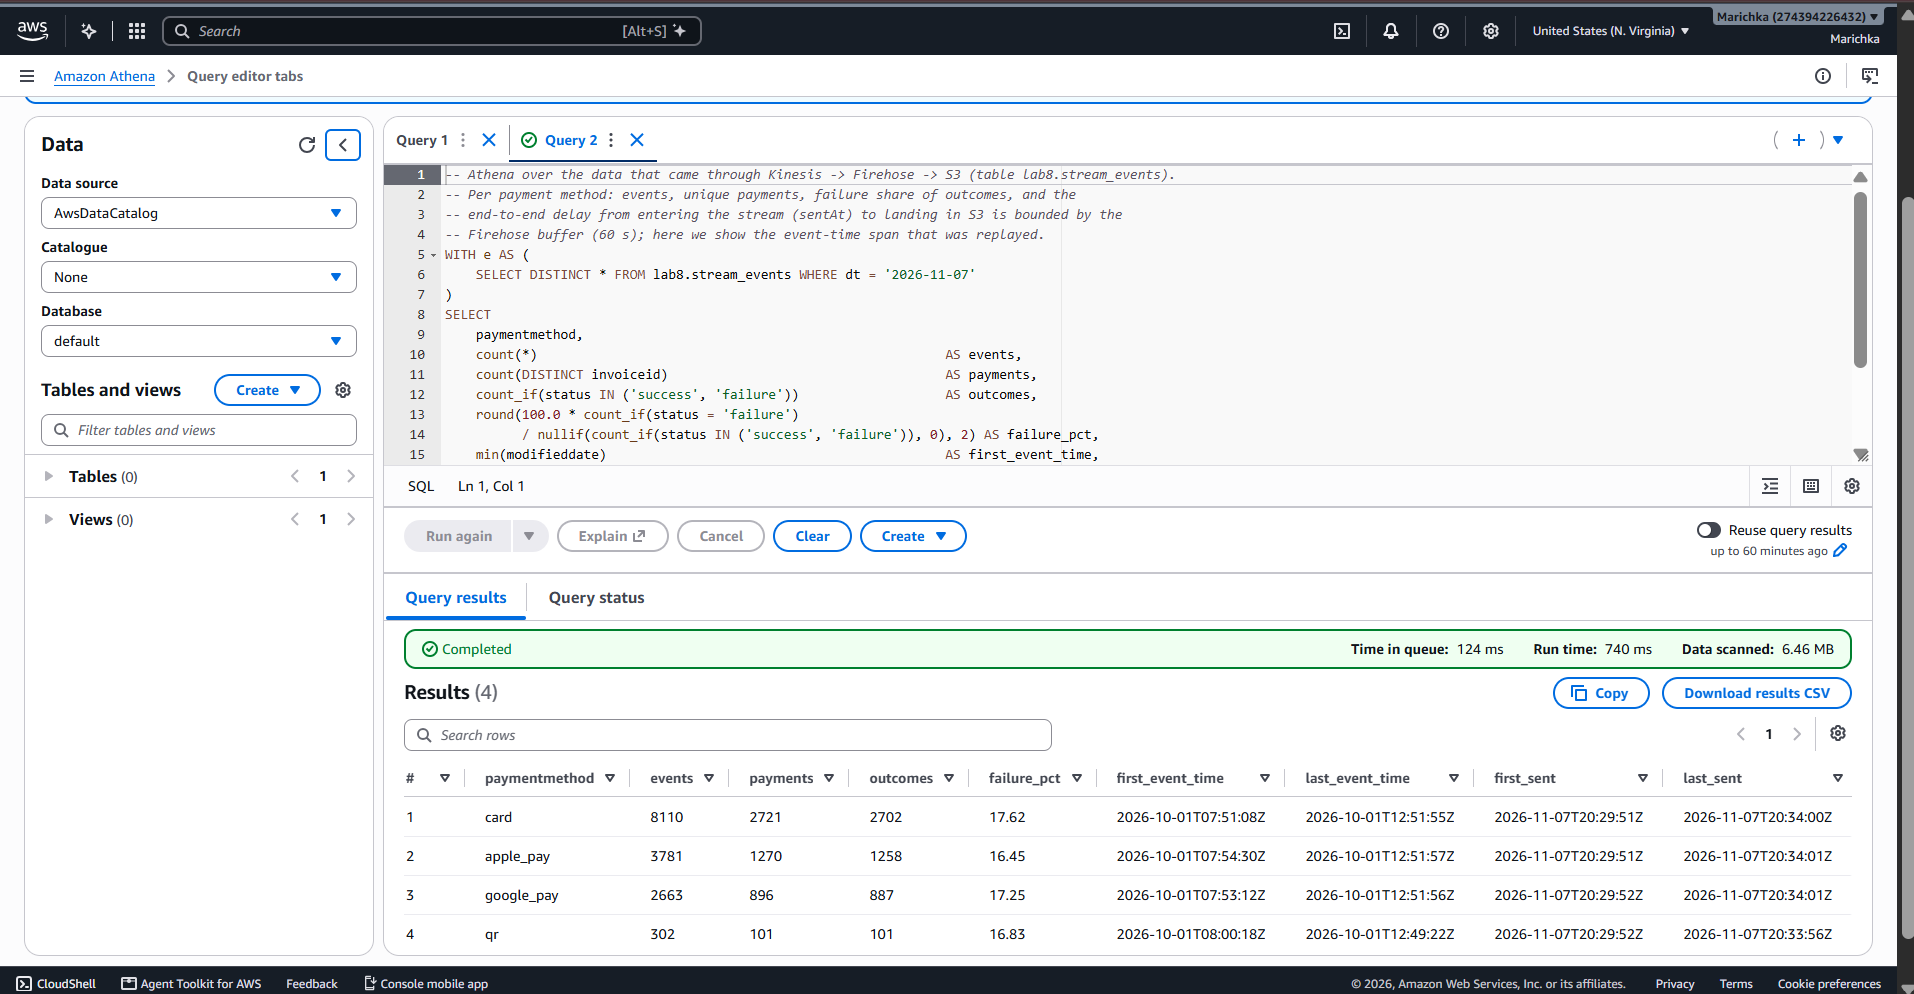 aws
Search
[Alt+S]
United States (N. Virginia)
Marichka (274394226432)
Marichka
Amazon Athena
Query editor tabs
Data
Data source
AwsDataCatalog
Catalogue
None
Database
default
Tables and views
Create
Filter tables and views
Tables (0)
1
Views (0)
1
Query 1
Query 2
1 -- Athena over the data that came through Kinesis -> Firehose -> S3 (table lab8.stream_events).
2 -- Per payment method: events, unique payments, failure share of outcomes, and the
3 -- end-to-end delay from entering the stream (sentAt) to landing in S3 is bounded by the
4 -- Firehose buffer (60 s); here we show the event-time span that was replayed.
5 WITH e AS (
6 SELECT DISTINCT * FROM lab8.stream_events WHERE dt = '2026-11-07'
7 )
8 SELECT
9 paymentmethod,
10 count(*) AS events,
11 count(DISTINCT invoiceid) AS payments,
12 count_if(status IN ('success', 'failure')) AS outcomes,
13 round(100.0 * count_if(status = 'failure')
14 / nullif(count_if(status IN ('success', 'failure')), 0), 2) AS failure_pct,
15 min(modifieddate) AS first_event_time,
SQL Ln 1, Col 1
Run again
Explain
Cancel
Clear
Create
Reuse query results
up to 60 minutes ago
Query results
Query status
Completed
Time in queue: 124 ms Run time: 740 ms Data scanned: 6.46 MB
Results (4)
Copy
Download results CSV
Search rows
1
# paymentmethod events payments outcomes failure_pct first_event_time last_event_time first_sent last_sent
1 card 8110 2721 2702 17.62 2026-10-01T07:51:08Z 2026-10-01T12:51:55Z 2026-11-07T20:29:51Z 2026-11-07T20:34:00Z
2 apple_pay 3781 1270 1258 16.45 2026-10-01T07:54:30Z 2026-10-01T12:51:57Z 2026-11-07T20:29:51Z 2026-11-07T20:34:01Z
3 google_pay 2663 896 887 17.25 2026-10-01T07:53:12Z 2026-10-01T12:51:56Z 2026-11-07T20:29:52Z 2026-11-07T20:34:01Z
4 qr 302 101 101 16.83 2026-10-01T08:00:18Z 2026-10-01T12:49:22Z 2026-11-07T20:29:52Z 2026-11-07T20:33:56Z
CloudShell
Agent Toolkit for AWS
Feedback
Console mobile app
© 2026, Amazon Web Services, Inc. or its affiliates.
Privacy
Terms
Cookie preferences